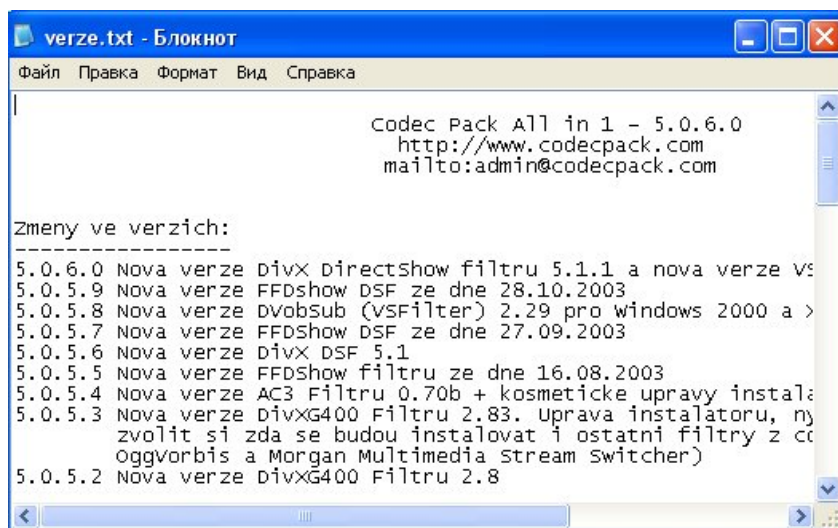 verze.txt - Блокнот
Файл Правка Формат Вид Справка
Codec Pack All in 1 - 5.0.6.0
http://www.codecpack.com
mailto:admin@codecpack.com
Zmeny ve verzich:
-----------------
5.0.6.0 Nova verze DivX DirectShow filtru 5.1.1 a nova verze VS
5.0.5.9 Nova verze FFDshow DSF ze dne 28.10.2003
5.0.5.8 Nova verze DVobSub (VSFilter) 2.29 pro Windows 2000 a
5.0.5.7 Nova verze FFDShow DSF ze dne 27.09.2003
5.0.5.6 Nova verze DivX DSF 5.1
5.0.5.5 Nova verze FFDShow filtru ze dne 16.08.2003
5.0.5.4 Nova verze AC3 Filtru 0.70b + kosmeticke upravy instala
5.0.5.3 Nova verze DivXG400 Filtru 2.83. Uprava instalatoru, ny
zvolit si zda se budou instalovat i ostatni filtry z co
OggVorbis a Morgan Multimedia Stream Switcher)
5.0.5.2 Nova verze DivXG400 Filtru 2.8